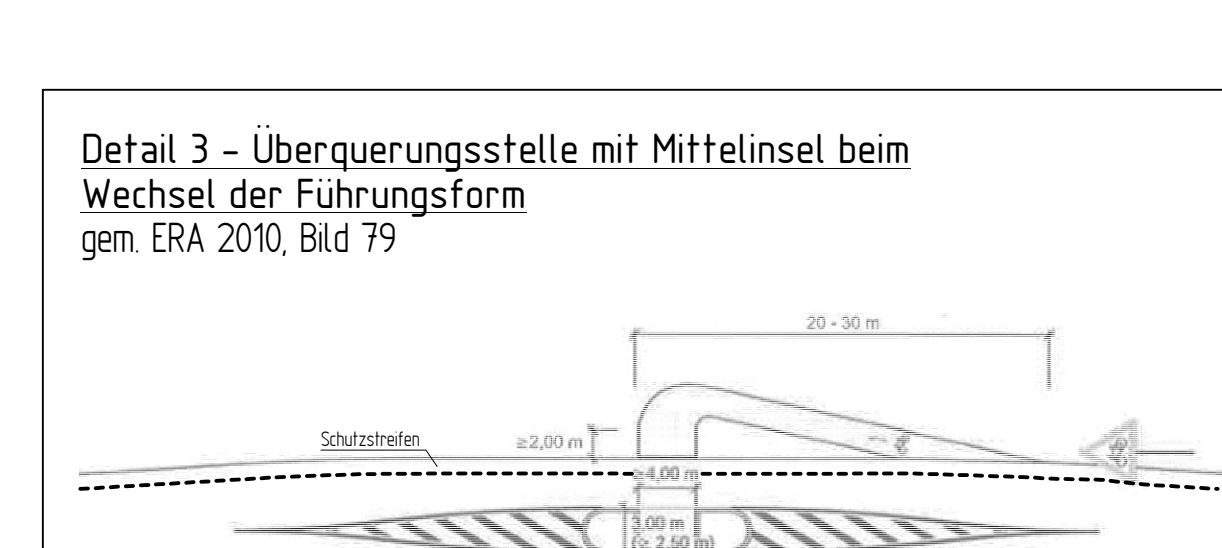 Detail 3 - Überquerungsstelle mit Mittelinsel beim
Wechsel der Führungsform
gem. ERA 2010, Bild 79
20 - 30 m
Schutzstreifen
≥2,00 m
≥4,00 m
3,00 m
(≥ 2,50 m)